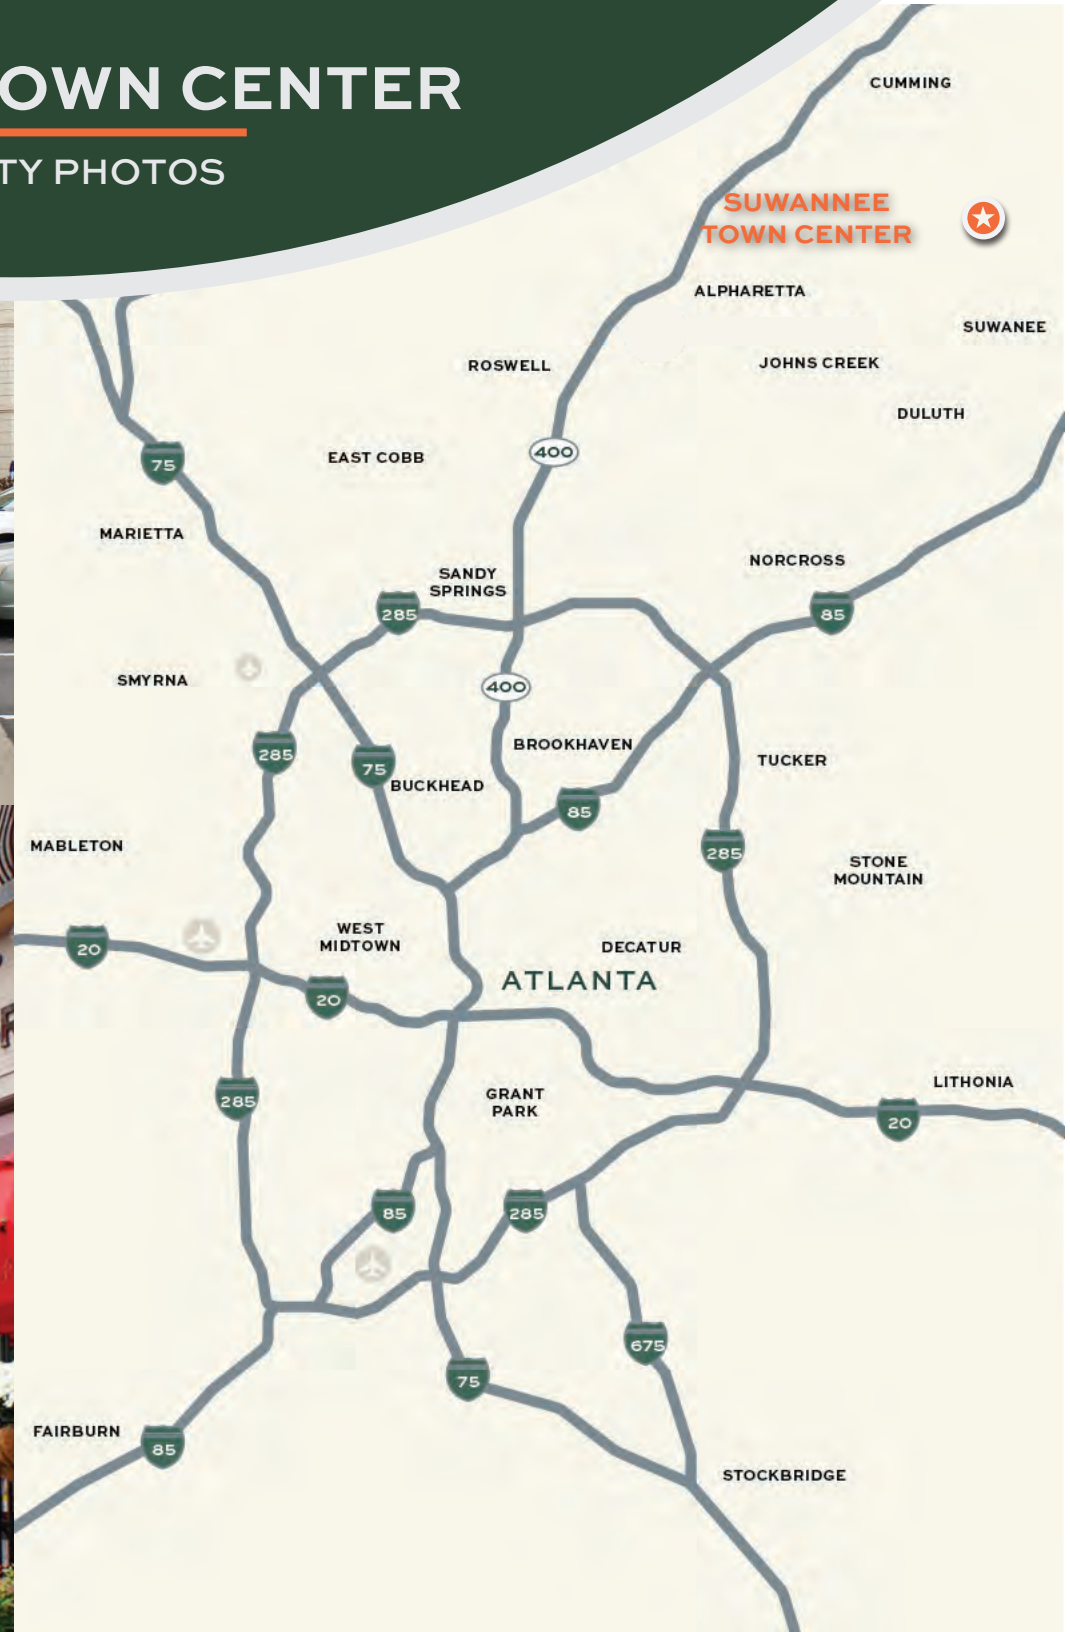 OWN CENTER
TY PHOTOS
CUMMING
SUWANNEE
TOWN CENTER
ALPHARETTA
SUWANEE
ROSWELL
JOHNS CREEK
DULUTH
400
EAST COBB
75
MARIETTA
NORCROSS
SANDY
SPRINGS
285
85
SMYRNA
400
BROOKHAVEN
285
75
TUCKER
BUCKHEAD
85
MABLETON
285
STONE
MOUNTAIN
WEST
MIDTOWN
20
DECATUR
ATLANTA
20
LITHONIA
285
GRANT
PARK
20
85
285
675
75
FAIRBURN
85
STOCKBRIDGE